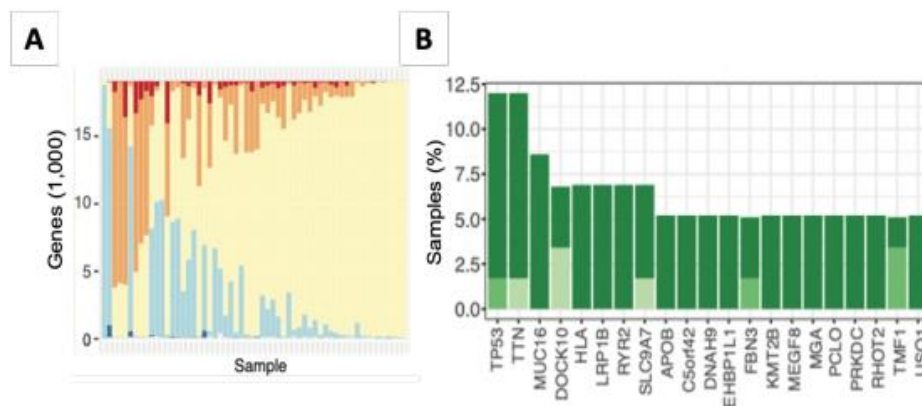 A
B
Genes (1,000)
15
10
5
0
Sample
Samples (%)
12.5
10.0
7.5
5.0
2.5
0.0
TP53
TTN
MUC16
DOCK10
HLA
LRP1B
RYR2
SLC9A7
APOB
C5orf42
DNAH9
EHBP1L1
FBN3
KMT2B
MEGF8
MGA
PCLO
PRKDC
RHOT2
TMF1